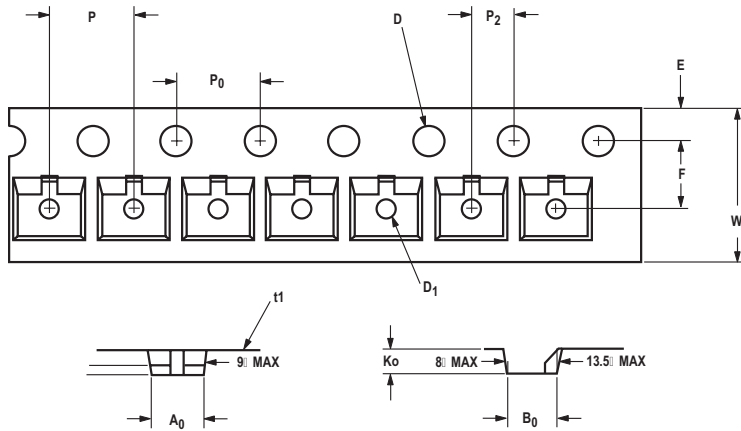 P
D
P2
P0
E
F
W
D1
t1
9▯ MAX
Ko
8▯ MAX
13.5▯ MAX
A0
B0